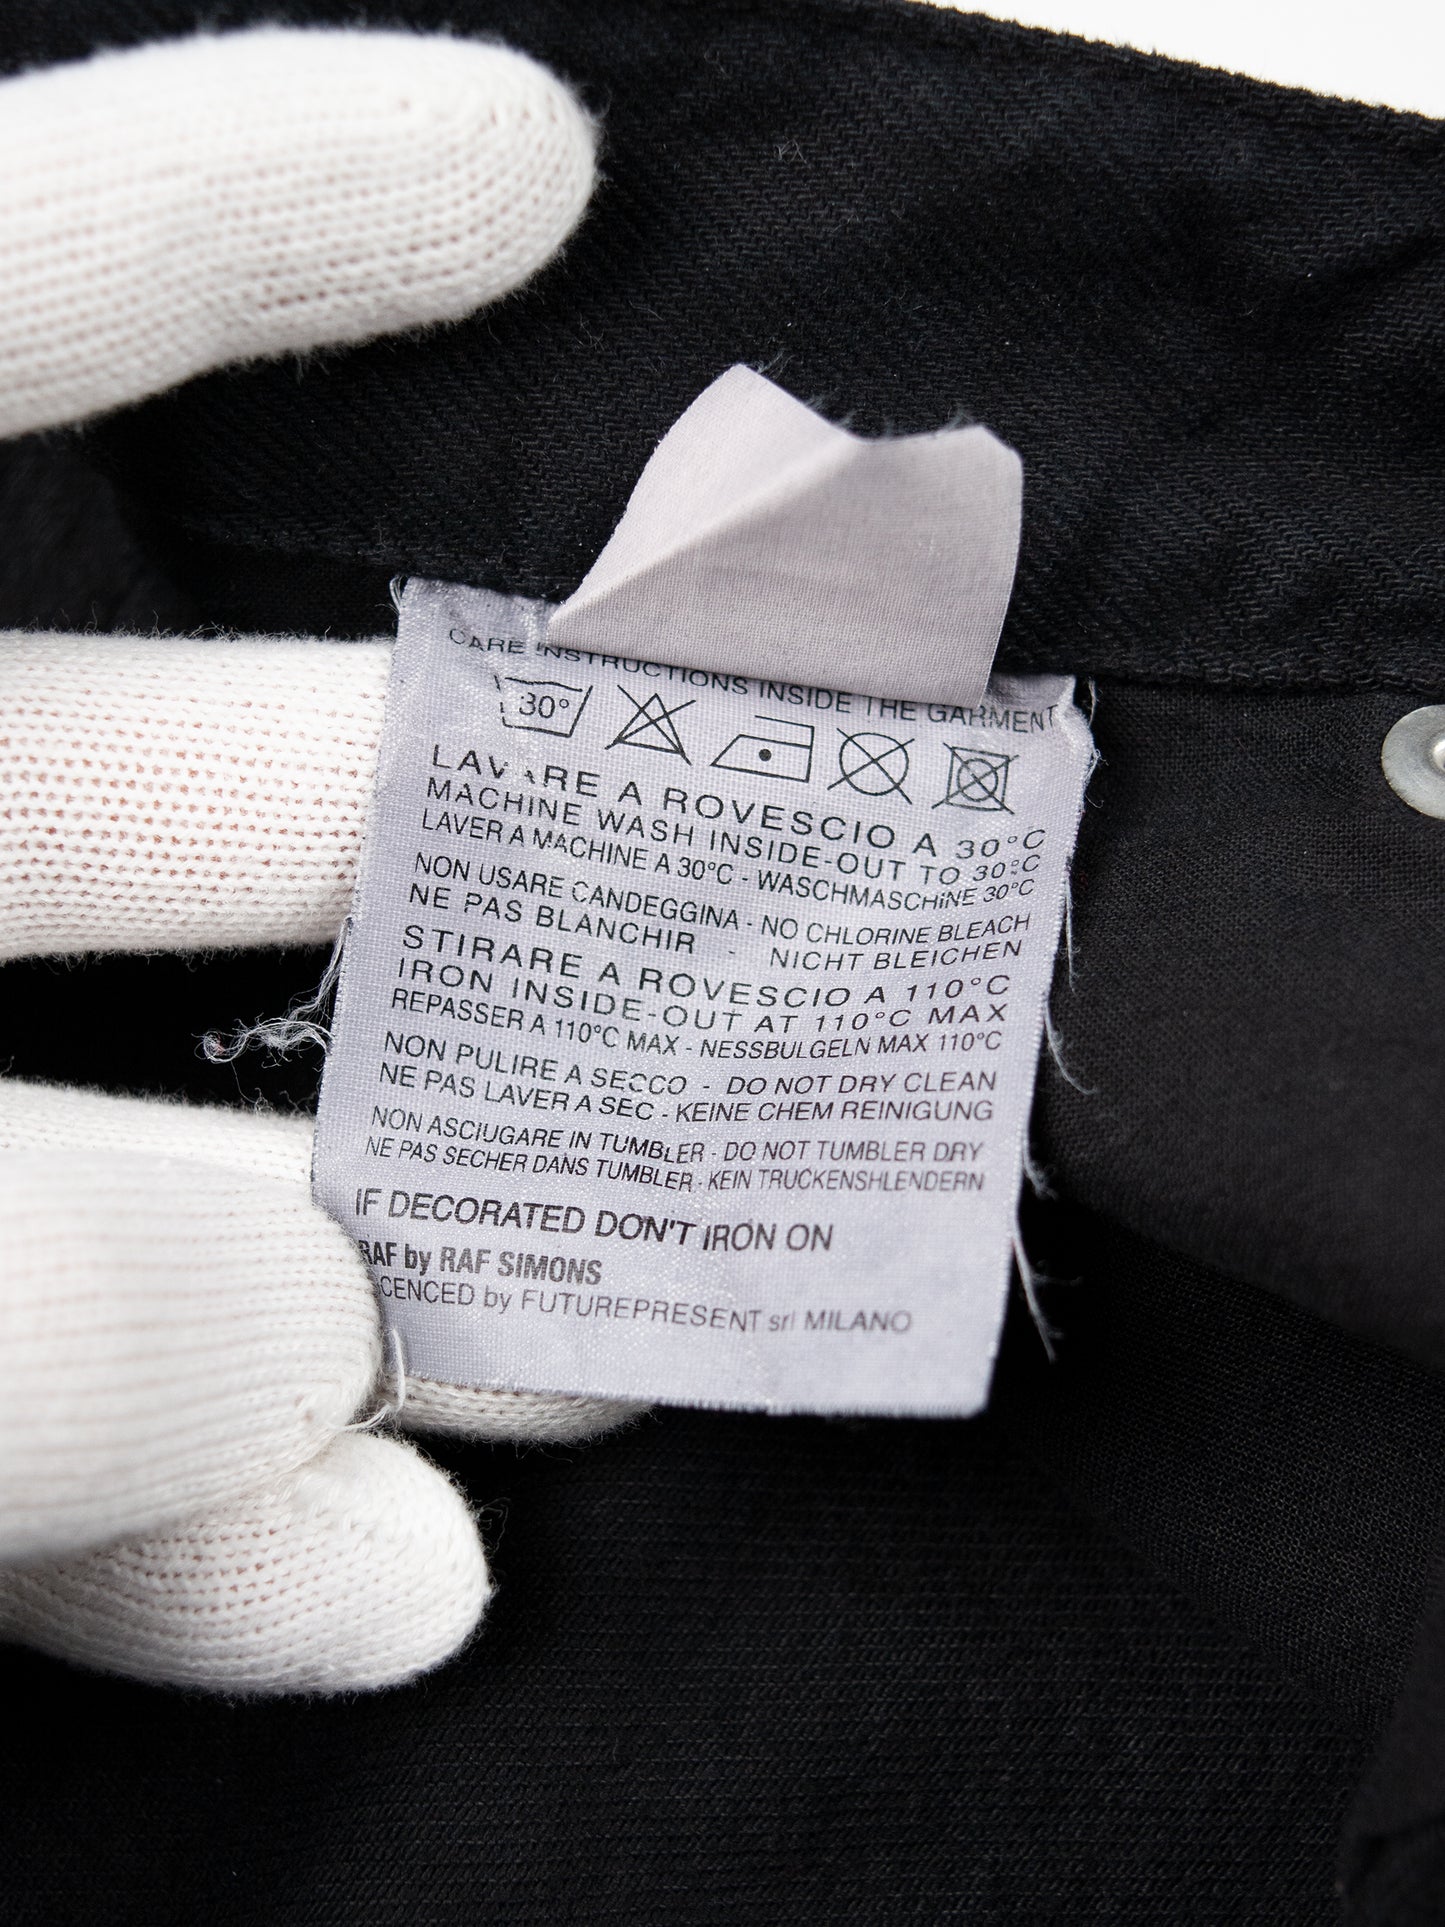 CARE INSTRUCTIONS INSIDE THE GARMENT
30°
LAVARE A ROVESCIO A 30°C
MACHINE WASH INSIDE-OUT TO 30°C
LAVER A MACHINE A 30°C - WASCHMASCHiNE 30°C
NON USARE CANDEGGINA - NO CHLORINE BLEACH
NE PAS BLANCHIR - NICHT BLEICHEN
STIRARE A ROVESCIO A 110°C
IRON INSIDE-OUT AT 110°C MAX
REPASSER A 110°C MAX - NESSBULGELN MAX 110°C
NON PULIRE A SECCO - DO NOT DRY CLEAN
NE PAS LAVER A SEC - KEINE CHEM REINIGUNG
NON ASCIUGARE IN TUMBLER - DO NOT TUMBLER DRY
NE PAS SECHER DANS TUMBLER - KEIN TRUCKENSHLENDERN
IF DECORATED DON'T IRON ON
RAF by RAF SIMONS
CENCED by FUTUREPRESENT srl MILANO